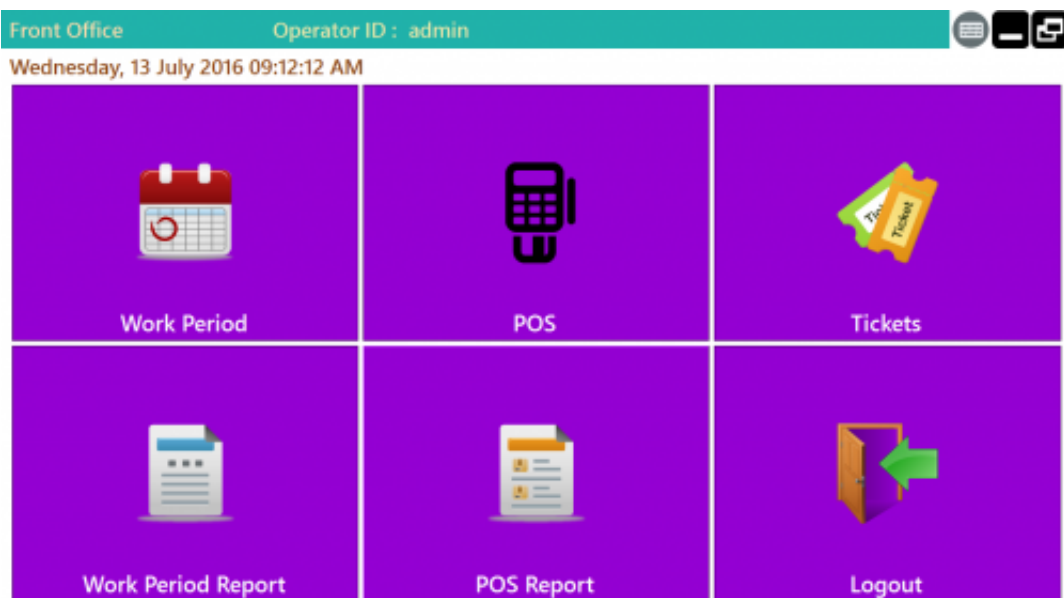 Front Office Operator ID : admin
Wednesday, 13 July 2016 09:12:12 AM
Ticket
Work Period POS Tickets
Work Period Report POS Report Logout